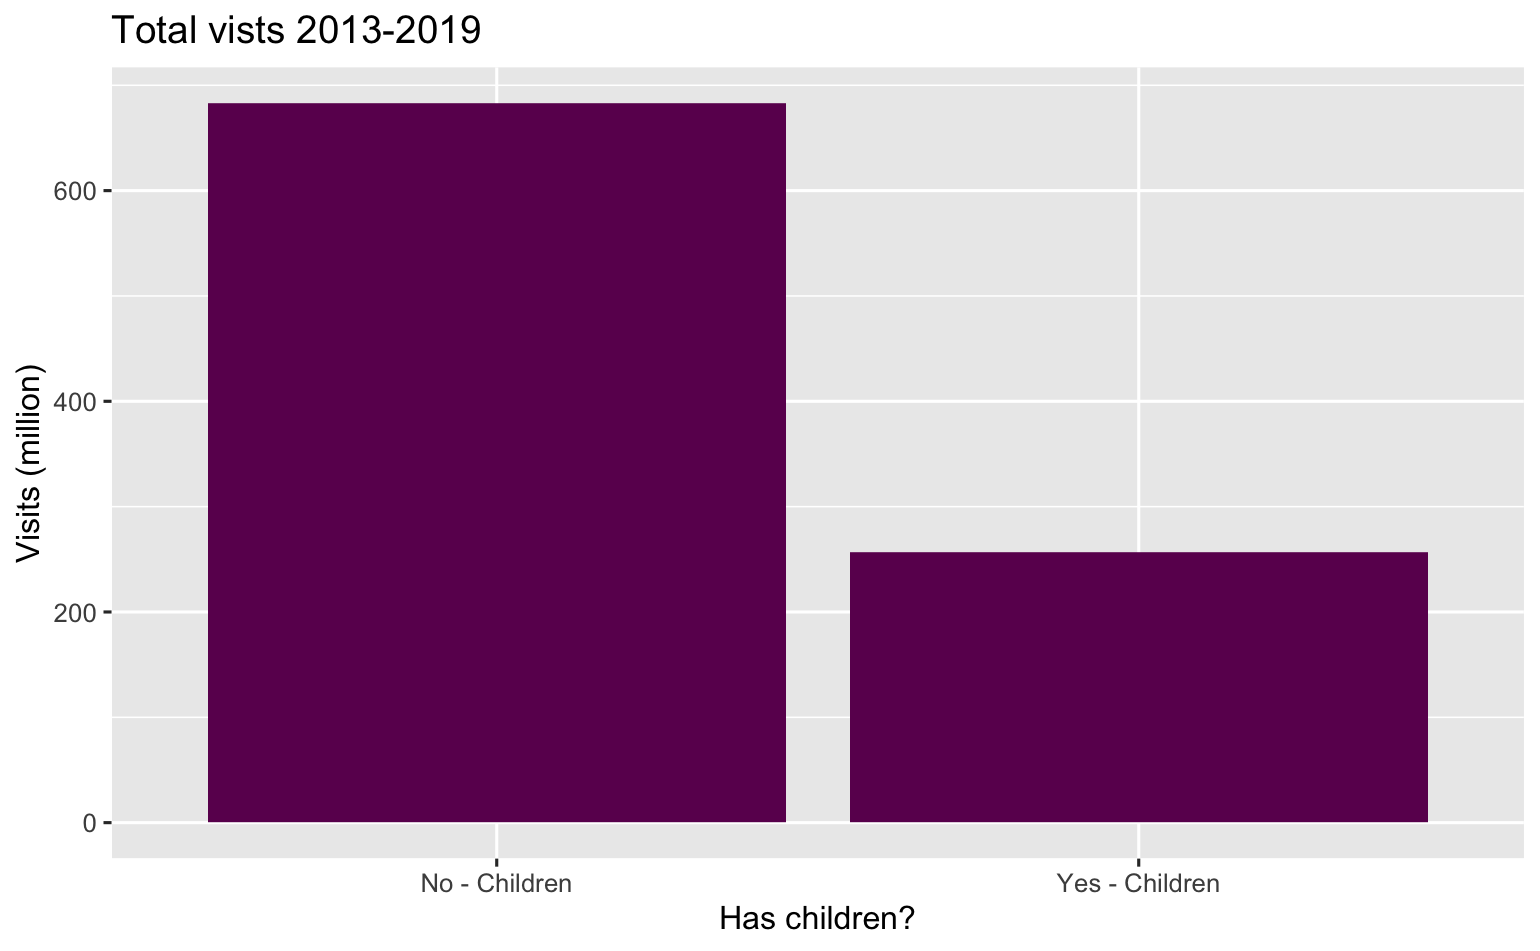 Total vists 2013-2019
Visits (million)
600
400
200
0
No - Children
Yes - Children
Has children?